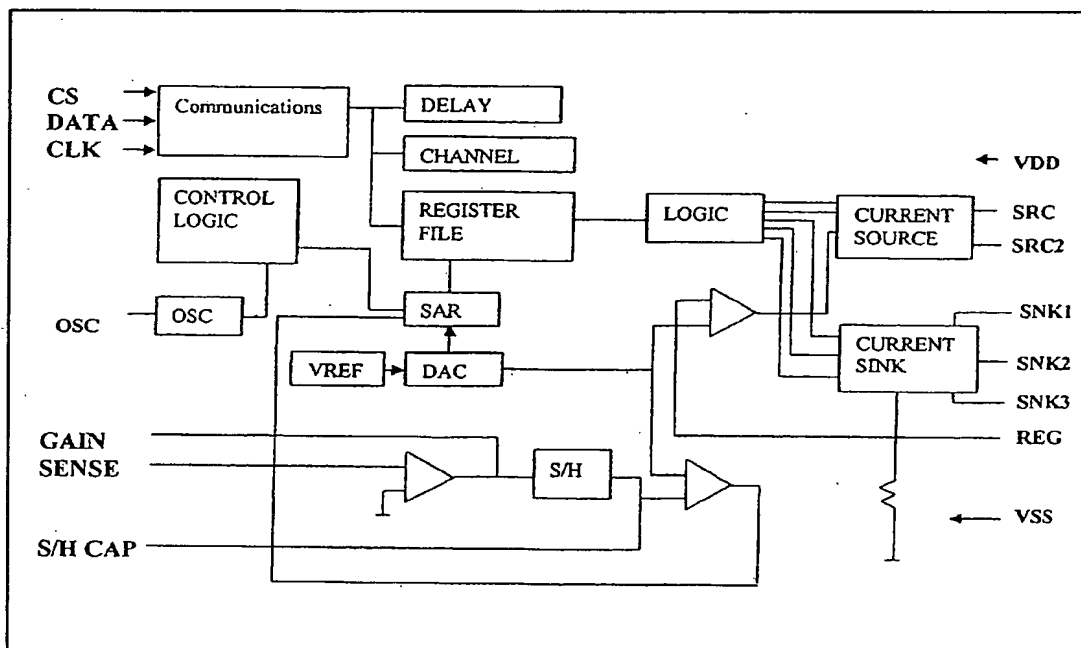 CS
DATA
CLK
Communications
DELAY
CHANNEL
CONTROL
LOGIC
REGISTER
FILE
LOGIC
CURRENT
SOURCE
VDD
SRC
SRC2
OSC
OSC
SAR
VREF
DAC
CURRENT
SINK
SNK1
SNK2
SNK3
REG
GAIN
SENSE
S/H
S/H CAP
VSS